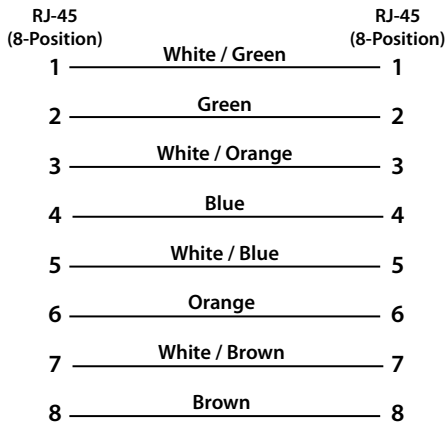 RJ-45 RJ-45
(8-Position) (8-Position)
1 White / Green 1
2 Green 2
3 White / Orange 3
4 Blue 4
5 White / Blue 5
6 Orange 6
7 White / Brown 7
8 Brown 8